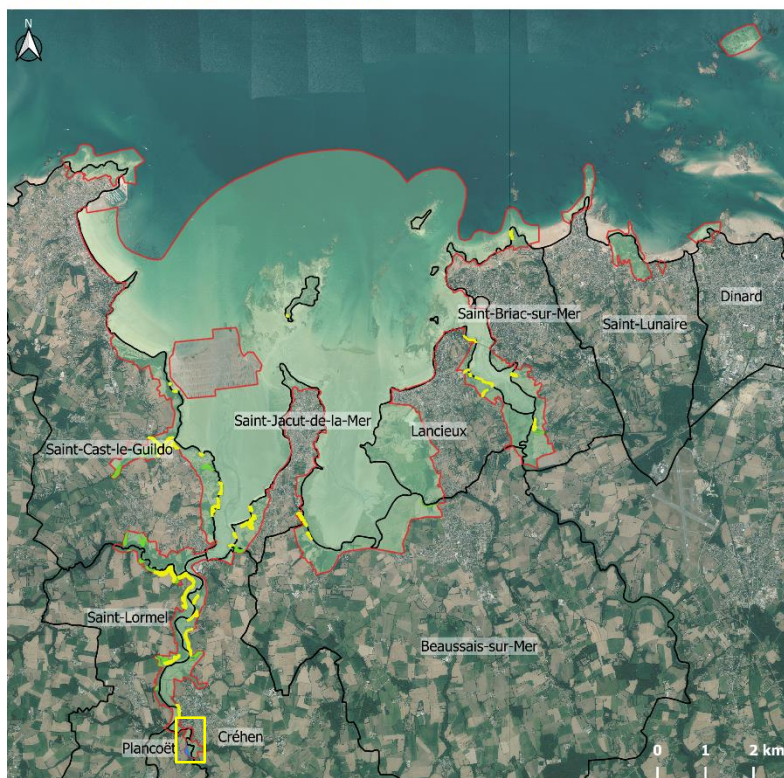 N
Dinard
Saint-Briac-sur-Mer
Saint-Lunaire
Saint-Jacut-de-la-Mer
Lancieux
Saint-Cast-le-Guildo
Saint-Lormel
Beaussais-sur-Mer
Créhen
Plancoët
0 1 2 km